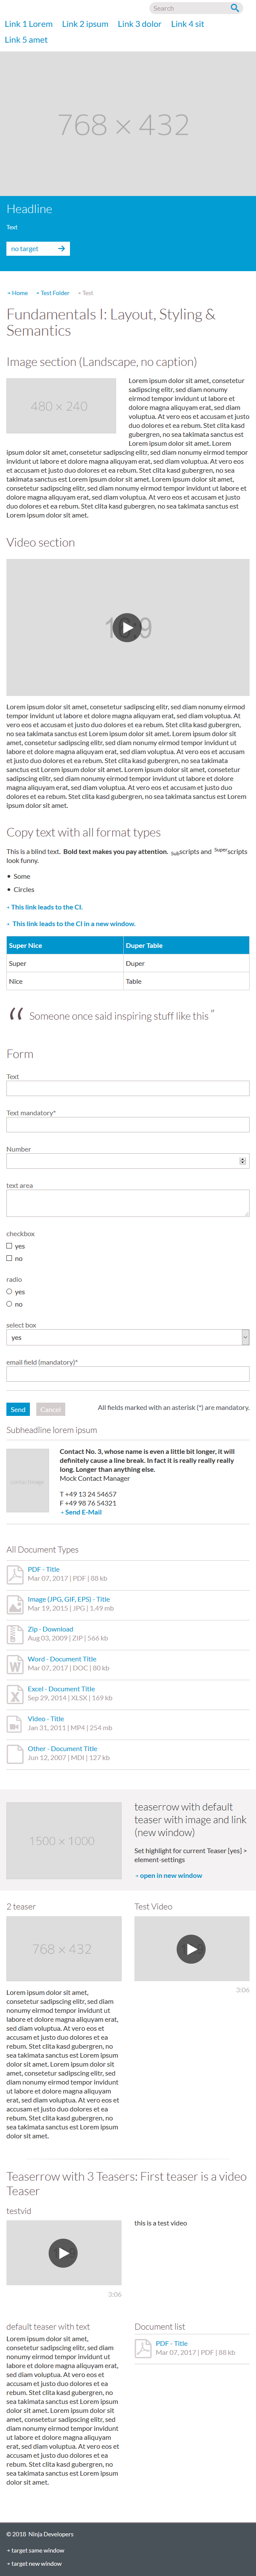 Search
Link 1 Lorem Link 2 ipsum Link 3 dolor Link 4 sit
Link 5 amet
768 × 432
Headline
Text
no target
Home Test Folder Text
Fundamentals I: Layout, Styling &
Semantics
Image section (Landscape, no caption)
480 × 240
Lorem ipsum dolor sit amet, consetetur
sadipscing elitr, sed diam nonumy
eirmod tempor invidunt ut labore et
dolore magna aliquyam erat, sed diam
voluptua. At vero eos et accusam et justo
duo dolores et ea rebum. Stet clita kasd
gubergren, no sea takimata sanctus est
Lorem ipsum dolor sit amet. Lorem
ipsum dolor sit amet, consetetur sadipscing elitr, sed diam nonumy eirmod tempor
invidunt ut labore et dolore magna aliquyam erat, sed diam voluptua. At vero eos
et accusam et justo duo dolores et ea rebum. Stet clita kasd gubergren, no sea
takimata sanctus est Lorem ipsum dolor sit amet. Lorem ipsum dolor sit amet,
consetetur sadipscing elitr, sed diam nonumy eirmod tempor invidunt ut labore et
dolore magna aliquyam erat, sed diam voluptua. At vero eos et accusam et justo
duo dolores et ea rebum. Stet clita kasd gubergren, no sea takimata sanctus est
Lorem ipsum dolor sit amet.
Video section
Lorem ipsum dolor sit amet, consetetur sadipscing elitr, sed diam nonumy eirmod
tempor invidunt ut labore et dolore magna aliquyam erat, sed diam voluptua. At
vero eos et accusam et justo duo dolores et ea rebum. Stet clita kasd gubergren,
no sea takimata sanctus est Lorem ipsum dolor sit amet. Lorem ipsum dolor sit
amet, consetetur sadipscing elitr, sed diam nonumy eirmod tempor invidunt ut
labore et dolore magna aliquyam erat, sed diam voluptua. At vero eos et accusam
et justo duo dolores et ea rebum. Stet clita kasd gubergren, no sea takimata
sanctus est Lorem ipsum dolor sit amet. Lorem ipsum dolor sit amet, consetetur
sadipscing elitr, sed diam nonumy eirmod tempor invidunt ut labore et dolore
magna aliquyam erat, sed diam voluptua. At vero eos et accusam et justo duo
dolores et ea rebum. Stet clita kasd gubergren, no sea takimata sanctus est Lorem
ipsum dolor sit amet.
Copy text with all format types
This is a blind text. Bold text makes you pay attention. Subscripts and Superscripts
look funny.
Some
Circles
This link leads to the CI.
This link leads to the CI in a new window.
Super Nice Duper Table
Super Duper
Nice Table
“ Someone once said inspiring stuff like this ”
Form
Text
Text mandatory*
Number
text area
checkbox
yes
no
radio
yes
no
select box
yes
email field (mandatory)*
Send Cancel All fields marked with an asterisk (*) are mandatory.
Subheadline lorem ipsum
Contact No. 3, whose name is even a little bit longer, it will
definitely cause a line break. In fact it is really really really
long. Longer than anything else.
Mock Contact Manager
T +49 13 24 54657
F +49 98 76 54321
Send E-Mail
All Document Types
PDF - Title
Mar 07, 2017 | PDF | 88 kb
Image (JPG, GIF, EPS) - Title
Mar 19, 2015 | JPG | 1.49 mb
Zip - Download
Aug 03, 2009 | ZIP | 566 kb
Word - Document Title
Mar 07, 2017 | DOC | 80 kb
Excel - Document Title
Sep 29, 2014 | XLSX | 169 kb
Video - Title
Jan 31, 2011 | MP4 | 254 mb
Other - Document Title
Jun 12, 2007 | MDI | 127 kb
1500 × 1000
teaserrow with default
teaser with image and link
(new window)
Set highlight for current Teaser [yes] >
element-settings
open in new window
2 teaser
768 × 432
Lorem ipsum dolor sit amet,
consetetur sadipscing elitr, sed diam
nonumy eirmod tempor invidunt ut
labore et dolore magna aliquyam erat,
sed diam voluptua. At vero eos et
accusam et justo duo dolores et ea
rebum. Stet clita kasd gubergren, no
sea takimata sanctus est Lorem ipsum
dolor sit amet. Lorem ipsum dolor sit
amet, consetetur sadipscing elitr, sed
diam nonumy eirmod tempor invidunt
ut labore et dolore magna aliquyam
erat, sed diam voluptua. At vero eos et
accusam et justo duo dolores et ea
rebum. Stet clita kasd gubergren, no
sea takimata sanctus est Lorem ipsum
dolor sit amet.
Test Video
3:06
Teaserrow with 3 Teasers: First teaser is a video
Teaser
testvid
3:06
this is a test video
default teaser with text
Lorem ipsum dolor sit amet,
consetetur sadipscing elitr, sed diam
nonumy eirmod tempor invidunt ut
labore et dolore magna aliquyam erat,
sed diam voluptua. At vero eos et
accusam et justo duo dolores et ea
rebum. Stet clita kasd gubergren, no
sea takimata sanctus est Lorem ipsum
dolor sit amet. Lorem ipsum dolor sit
amet, consetetur sadipscing elitr, sed
diam nonumy eirmod tempor invidunt
ut labore et dolore magna aliquyam
erat, sed diam voluptua. At vero eos et
accusam et justo duo dolores et ea
rebum. Stet clita kasd gubergren, no
sea takimata sanctus est Lorem ipsum
dolor sit amet.
Document list
PDF - Title
Mar 07, 2017 | PDF | 88 kb
© 2018 Ninja Developers
target same window
target new window